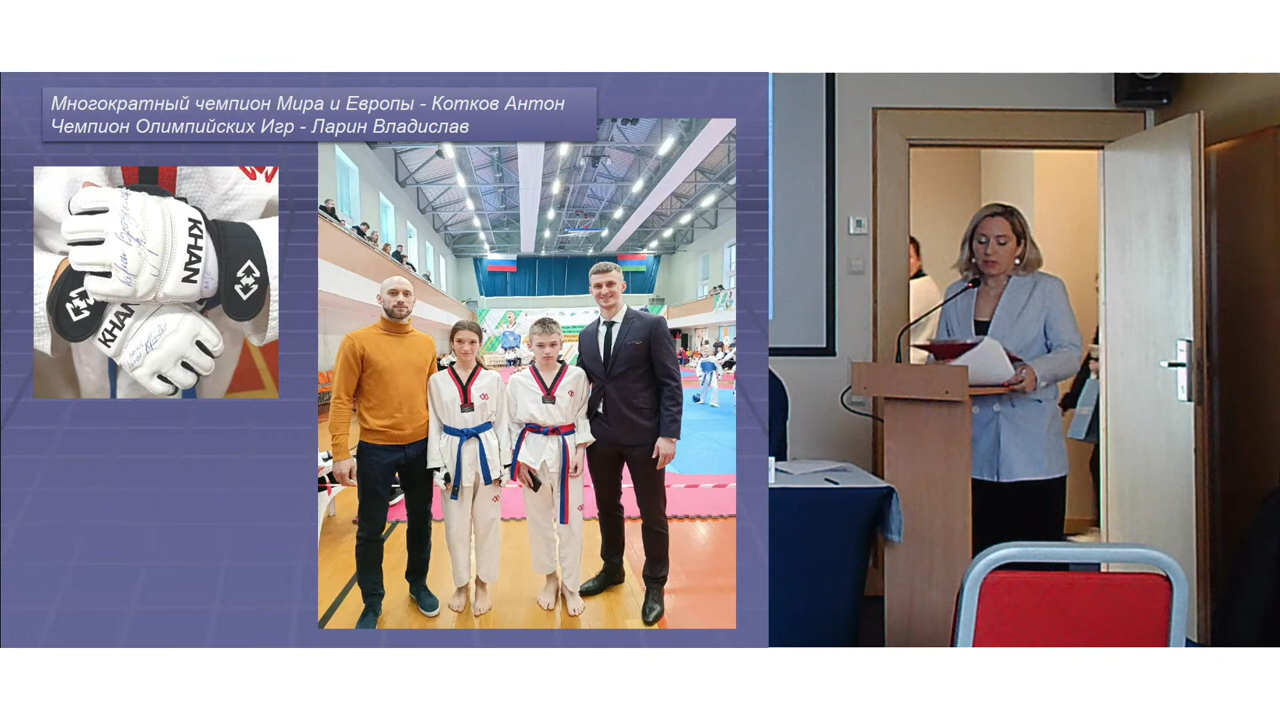 Многократный чемпион Мира и Европы - Котков Антон
Чемпион Олимпийских Игр - Ларин Владислав
KHAN
KHAN